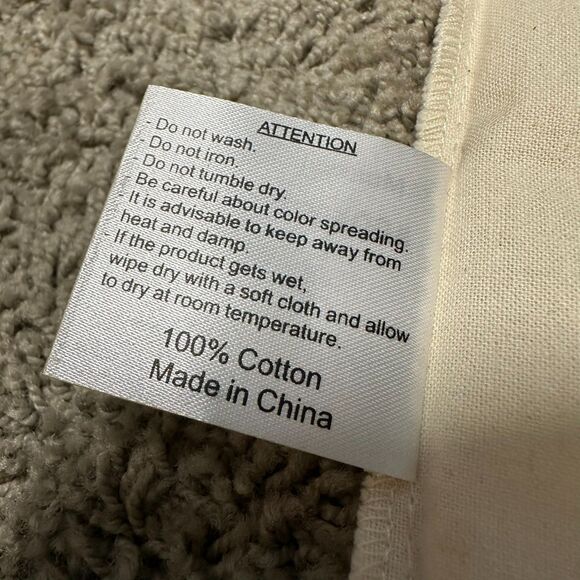 ATTENTION
- Do not wash.
- Do not iron.
- Do not tumble dry.
- Be careful about color spreading.
- It is advisable to keep away from
heat and damp.
- If the product gets wet,
wipe dry with a soft cloth and allow
to dry at room temperature.
100% Cotton
Made in China